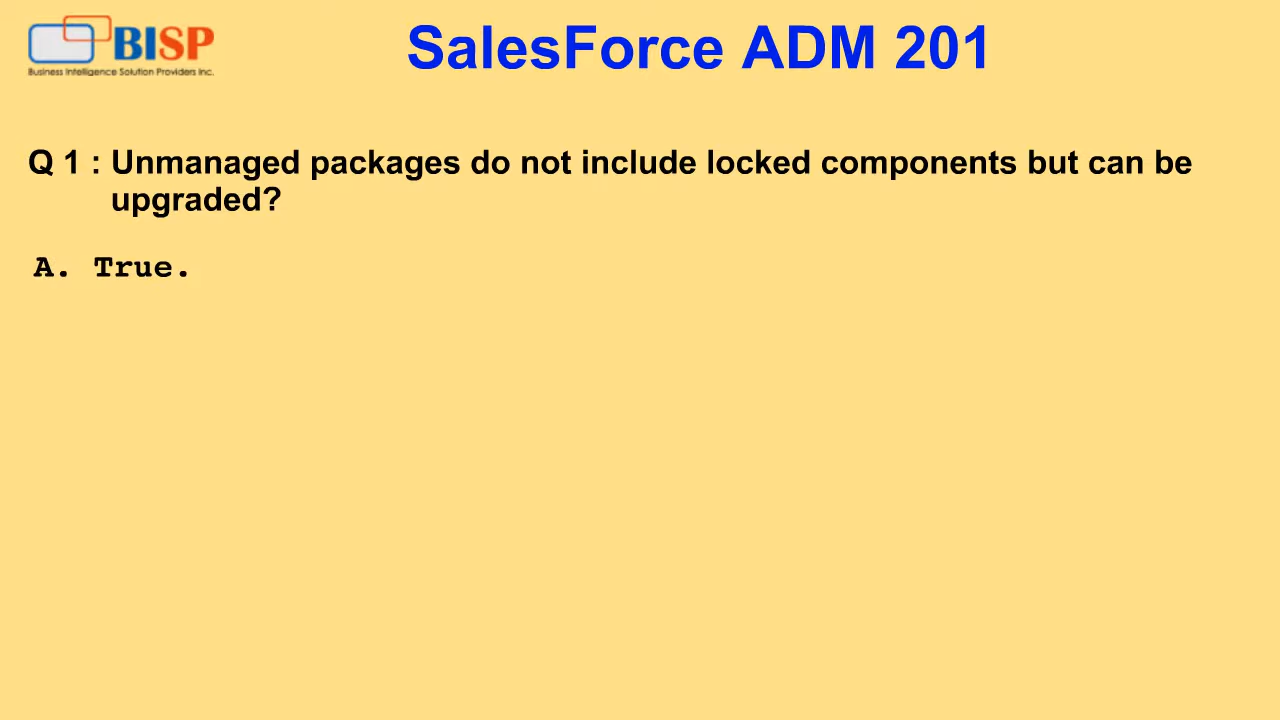 BISP
Business Intelligence Solution Providers Inc.
SalesForce ADM 201
Q 1 : Unmanaged packages do not include locked components but can be
upgraded?
A. True.